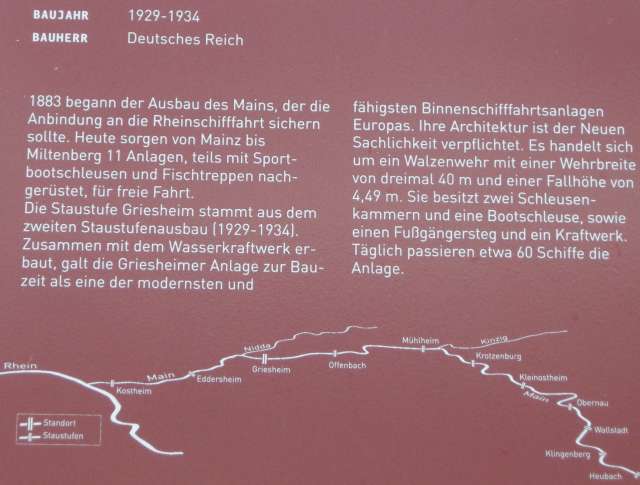 BAUJAHR 1929-1934
BAUHERR Deutsches Reich
1883 begann der Ausbau des Mains, der die
Anbindung an die Rheinschifffahrt sichern
sollte. Heute sorgen von Mainz bis
Miltenberg 11 Anlagen, teils mit Sport-
bootschleusen und Fischtreppen nach-
gerüstet, für freie Fahrt.
Die Staustufe Griesheim stammt aus dem
zweiten Staustufenausbau (1929-1934).
Zusammen mit dem Wasserkraftwerk er-
baut, galt die Griesheimer Anlage zur Bau-
zeit als eine der modernsten und
fähigsten Binnenschifffahrtsanlagen
Europas. Ihre Architektur ist der Neuen
Sachlichkeit verpflichtet. Es handelt sich
um ein Walzenwehr mit einer Wehrbreite
von dreimal 40 m und einer Fallhöhe von
4,49 m. Sie besitzt zwei Schleusen-
kammern und eine Bootschleuse, sowie
einen Fußgängersteg und ein Kraftwerk.
Täglich passieren etwa 60 Schiffe die
Anlage.
Rhein
Kostheim
Main
Eddersheim
Nidda
Griesheim
Offenbach
Mühlheim
Kinzig
Krotzenburg
Kleinostheim
Main
Obernau
Wallstadt
Klingenberg
Heubach
Standort
Staustufen